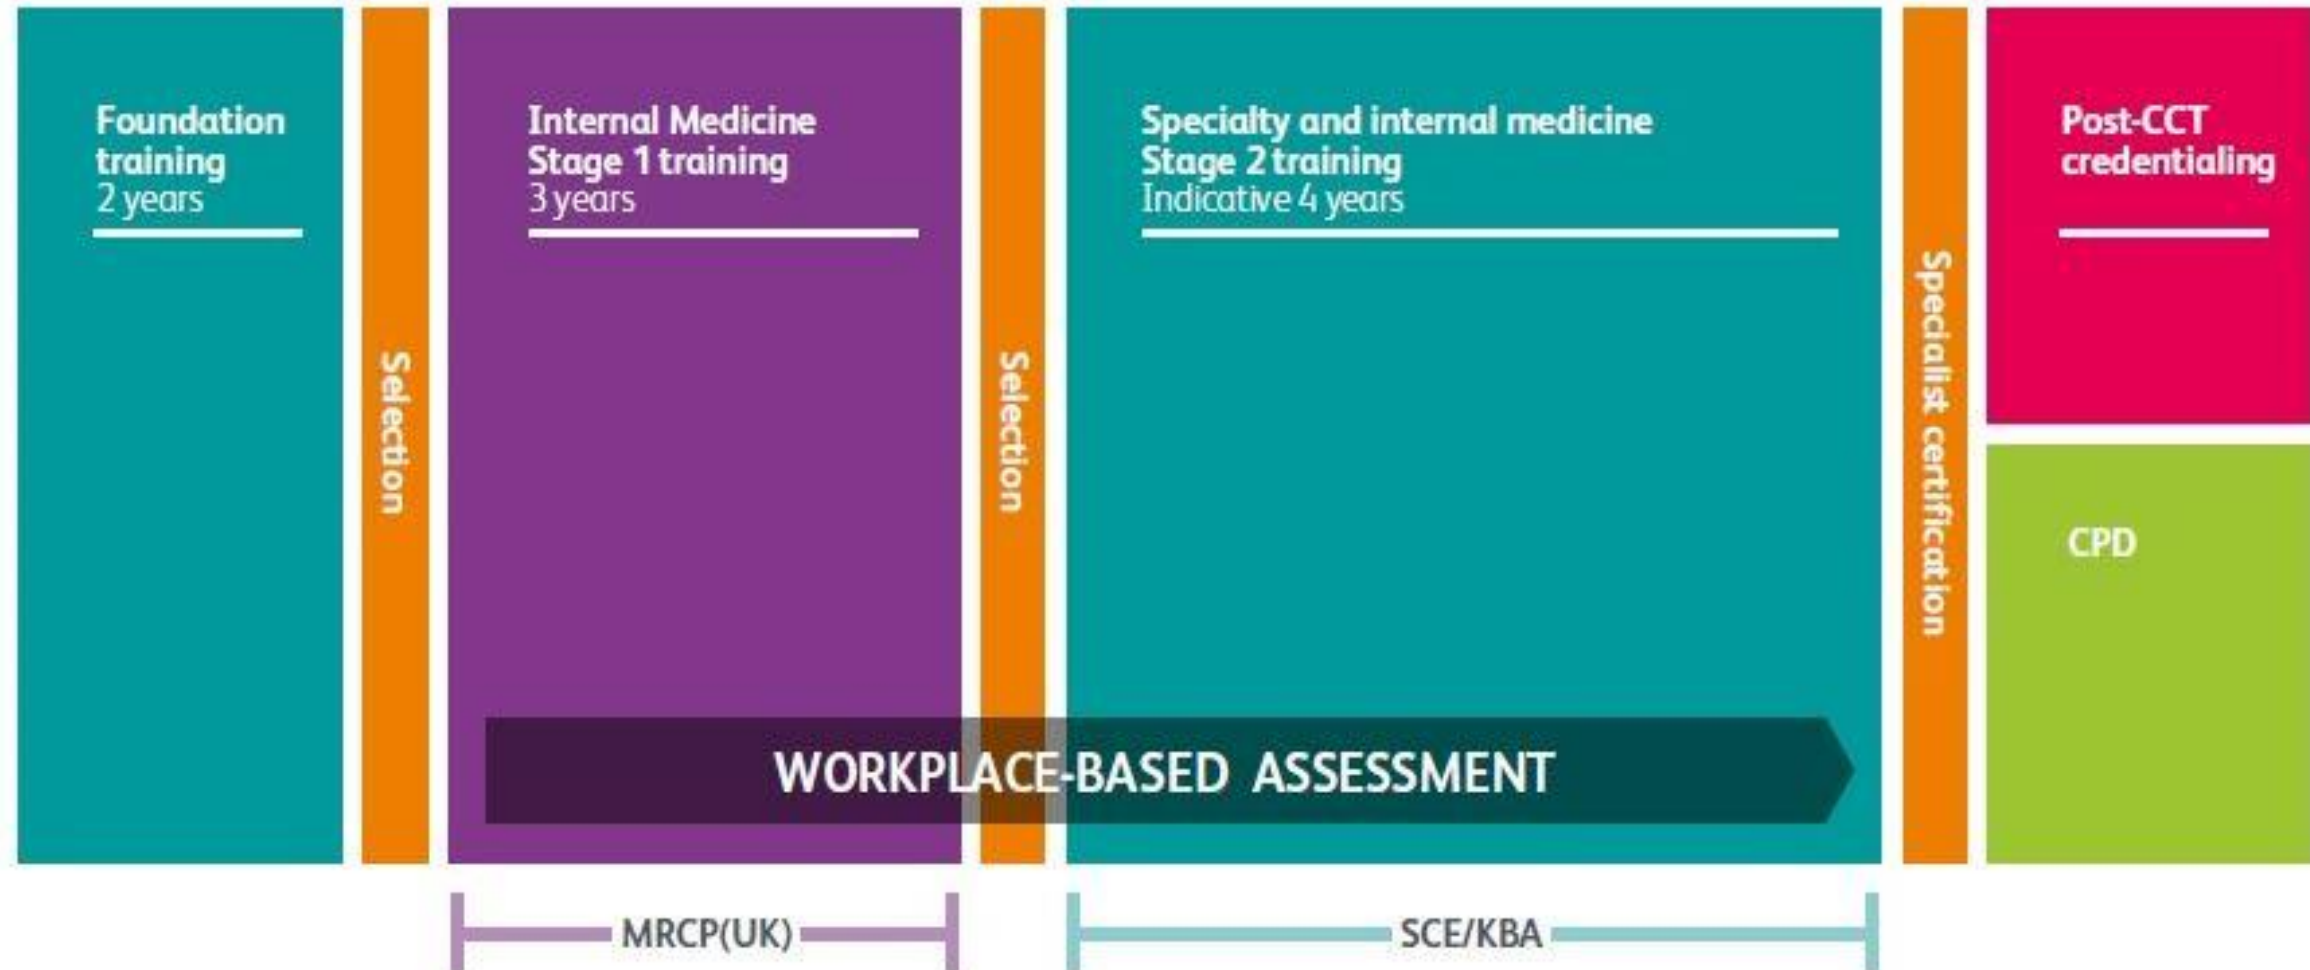 Foundation
training
2 years
Selection
Internal Medicine
Stage 1 training
3 years
Selection
Specialty and internal medicine
Stage 2 training
Indicative 4 years
Specialist certification
Post-CCT
credentialing
CPD
WORKPLACE-BASED ASSESSMENT
MRCP(UK)
SCE/KBA